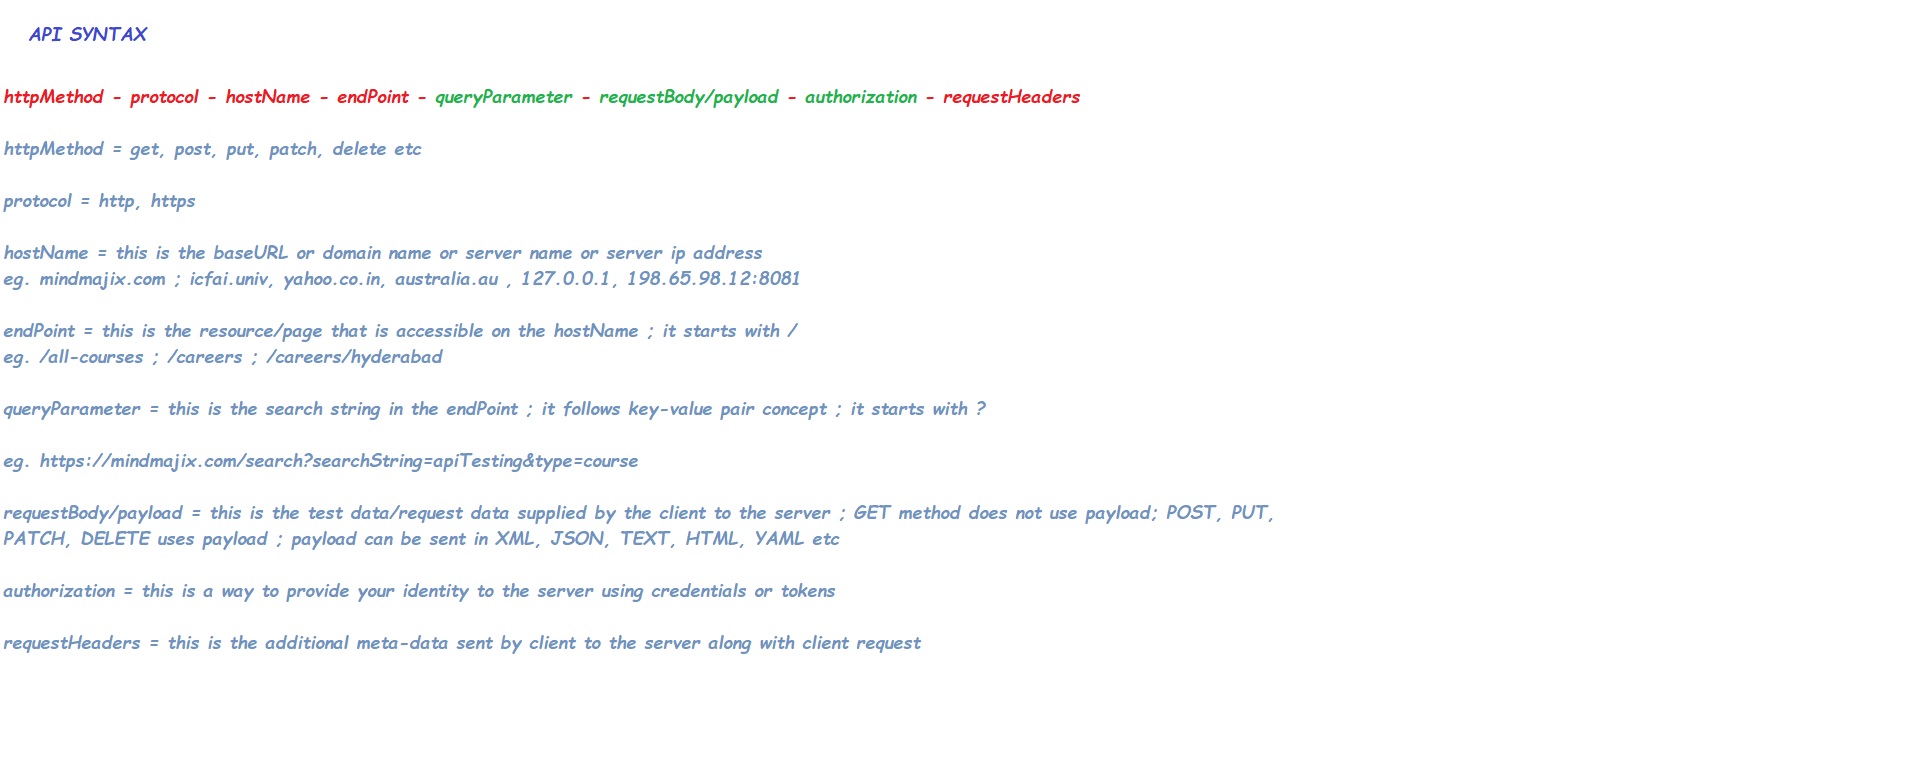 API SYNTAX
httpMethod - protocol - hostName - endPoint - queryParameter - requestBody/payload - authorization - requestHeaders
httpMethod = get, post, put, patch, delete etc
protocol = http, https
hostName = this is the baseURL or domain name or server name or server ip address
eg. mindmajix.com ; icfai.univ, yahoo.co.in, australia.au , 127.0.0.1, 198.65.98.12:8081
endPoint = this is the resource/page that is accessible on the hostName ; it starts with /
eg. /all-courses ; /careers ; /careers/hyderabad
queryParameter = this is the search string in the endPoint ; it follows key-value pair concept ; it starts with ?
eg. https://mindmajix.com/search?searchString=apiTesting&type=course
requestBody/payload = this is the test data/request data supplied by the client to the server ; GET method does not use payload; POST, PUT,
PATCH, DELETE uses payload ; payload can be sent in XML, JSON, TEXT, HTML, YAML etc
authorization = this is a way to provide your identity to the server using credentials or tokens
requestHeaders = this is the additional meta-data sent by client to the server along with client request